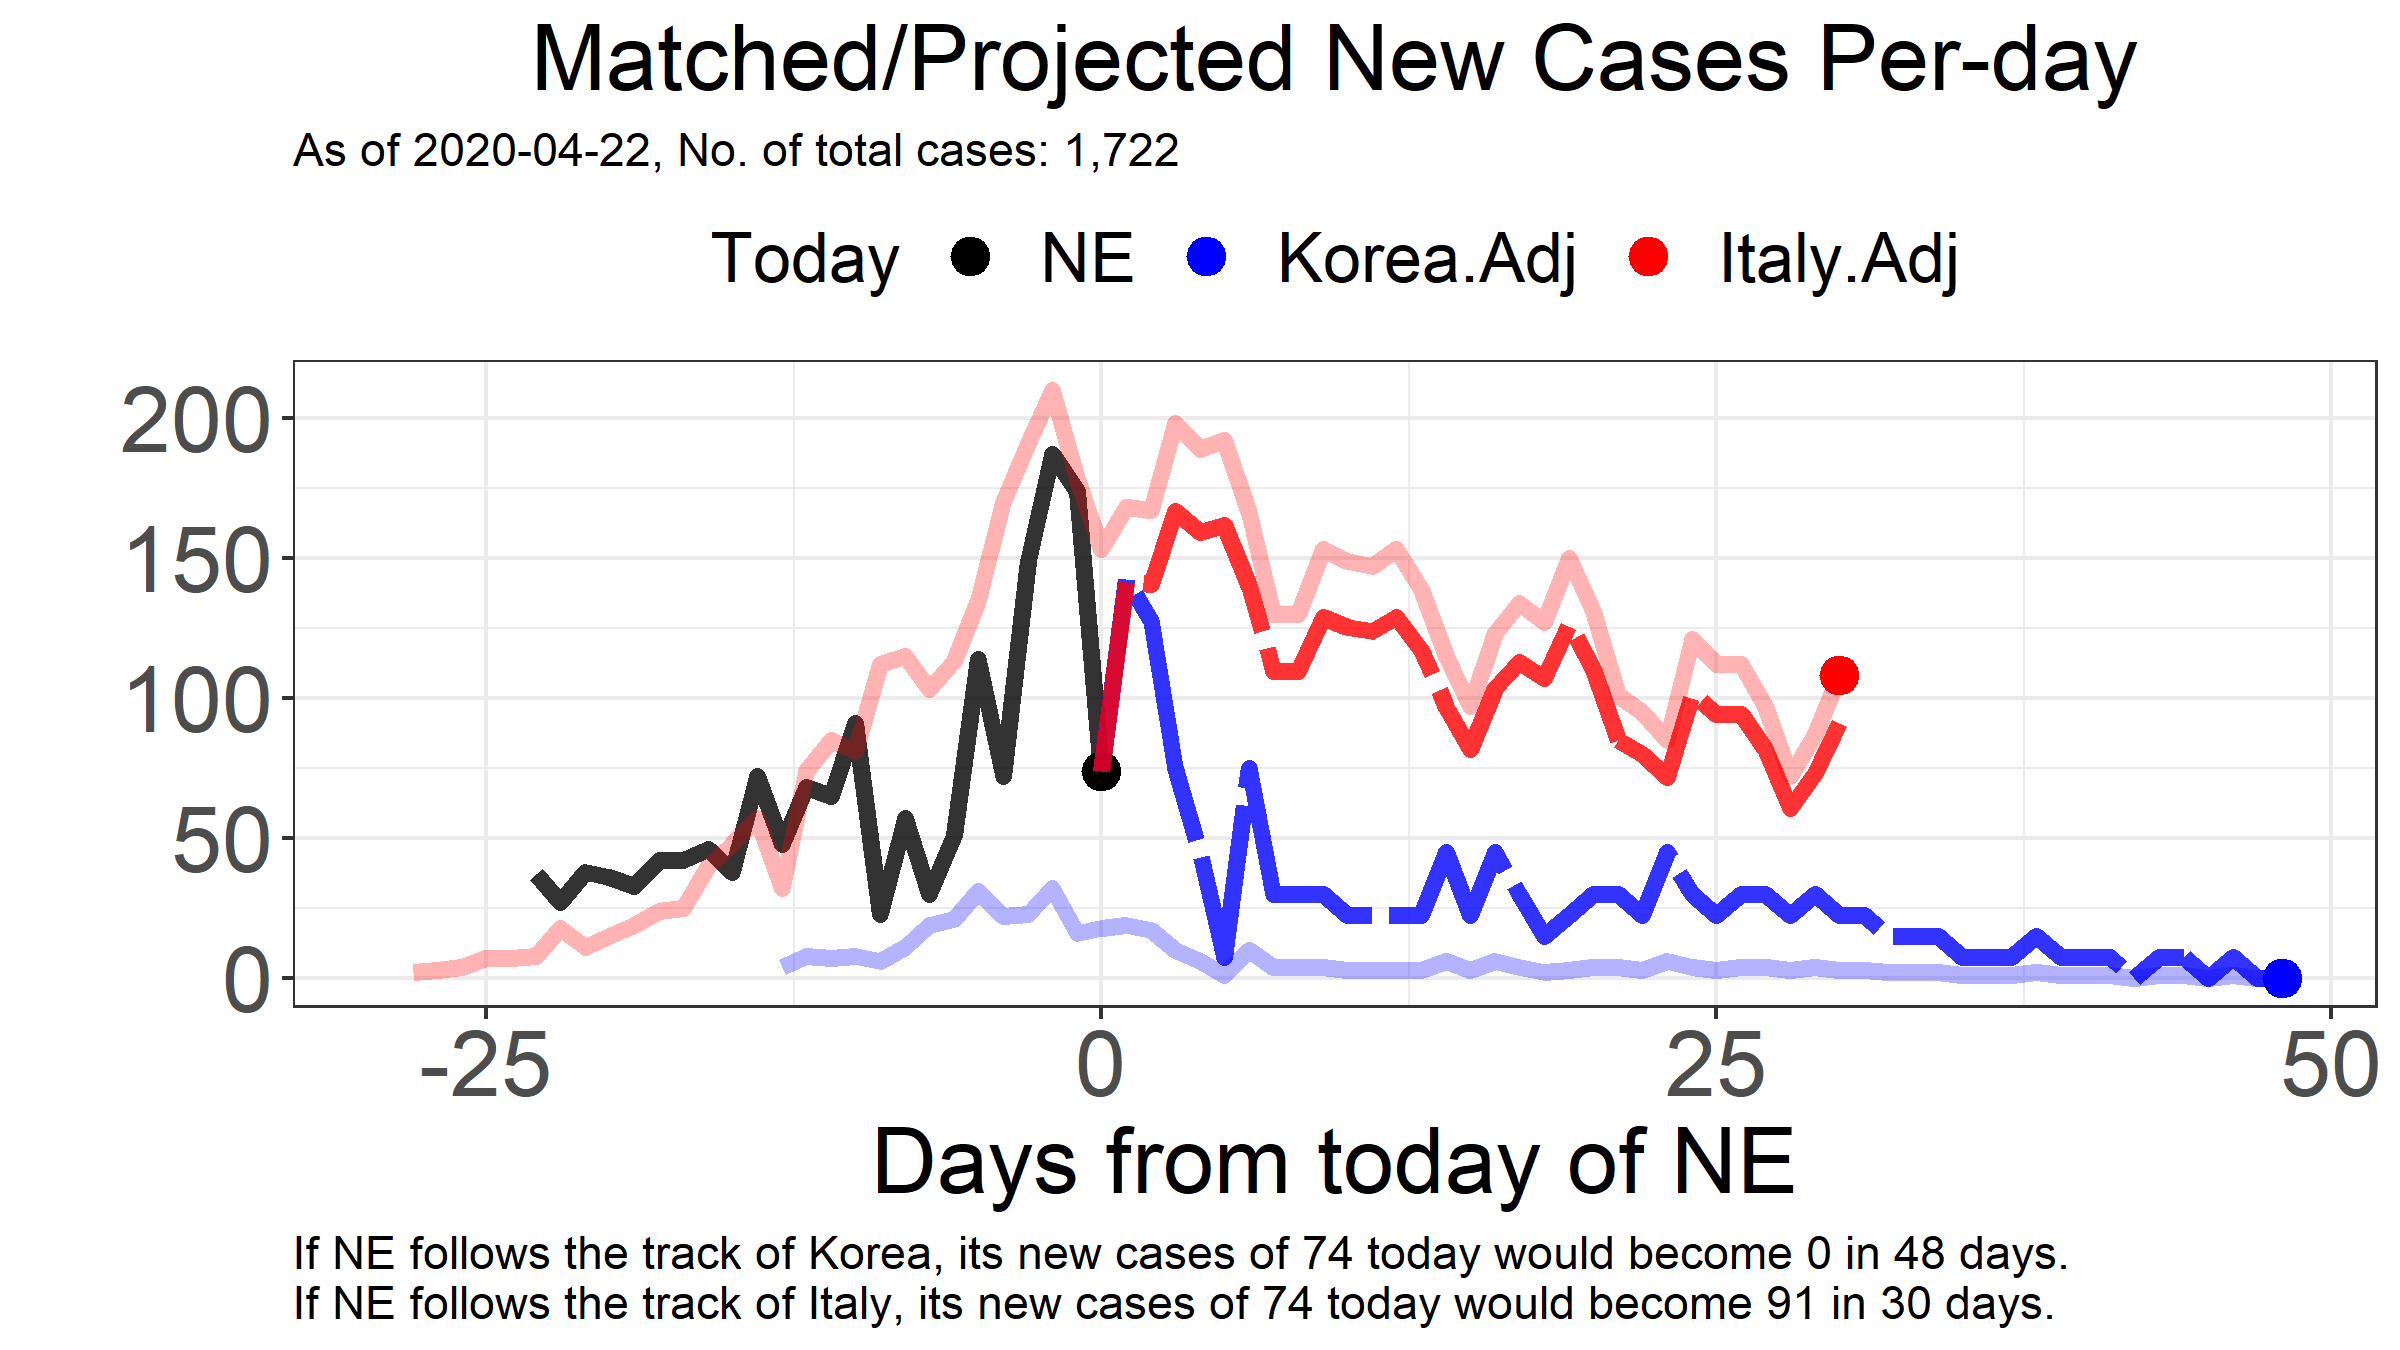 Matched/Projected New Cases Per-day
As of 2020-04-22, No. of total cases: 1,722
Today NE Korea.Adj Italy.Adj
200
150
100
50
0
-25 0 25 50
Days from today of NE
If NE follows the track of Korea, its new cases of 74 today would become 0 in 48 days.
If NE follows the track of Italy, its new cases of 74 today would become 91 in 30 days.